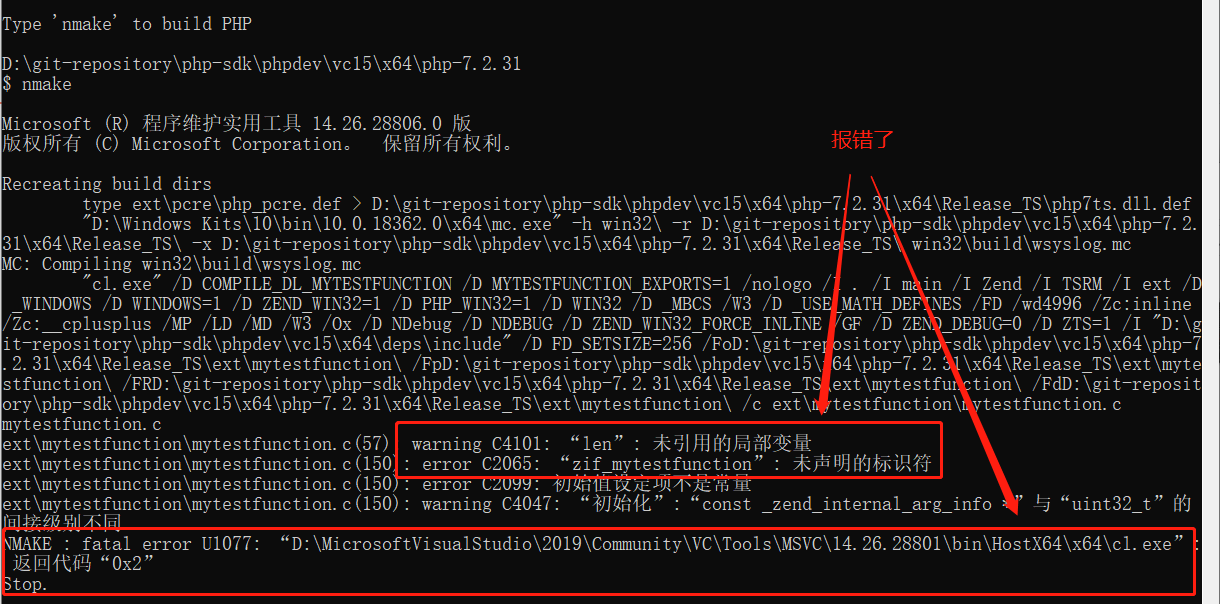 Type 'nmake' to build PHP
D:\git-repository\php-sdk\phpdev\vc15\x64\php-7.2.31
$ nmake
Microsoft (R) 程序维护实用工具 14.26.28806.0 版
版权所有 (C) Microsoft Corporation。  保留所有权利。
报错了
Recreating build dirs
type ext\pcre\php_pcre.def > D:\git-repository\php-sdk\phpdev\vc15\x64\php-7.2.31\x64\Release_TS\php7ts.dll.def
"D:\Windows Kits\10\bin\10.0.18362.0\x64\mc.exe" -h win32\ -r D:\git-repository\php-sdk\phpdev\vc15\x64\php-7.2.
31\x64\Release_TS\ -x D:\git-repository\php-sdk\phpdev\vc15\x64\php-7.2.31\x64\Release_TS\ win32\build\wsyslog.mc
MC: Compiling win32\build\wsyslog.mc
"cl.exe" /D COMPILE_DL_MYTESTFUNCTION /D MYTESTFUNCTION_EXPORTS=1 /nologo /I . /I main /I Zend /I TSRM /I ext /D
_WINDOWS /D WINDOWS=1 /D ZEND_WIN32=1 /D PHP_WIN32=1 /D WIN32 /D _MBCS /W3 /D _USE_MATH_DEFINES /FD /wd4996 /Zc:inline
/Zc:__cplusplus /MP /LD /MD /W3 /Ox /D NDebug /D NDEBUG /D ZEND_WIN32_FORCE_INLINE /GF /D ZEND_DEBUG=0 /D ZTS=1 /I "D:\g
it-repository\php-sdk\phpdev\vc15\x64\deps\include" /D FD_SETSIZE=256 /FoD:\git-repository\php-sdk\phpdev\vc15\x64\php-7
.2.31\x64\Release_TS\ext\mytestfunction\ /FpD:\git-repository\php-sdk\phpdev\vc15\x64\php-7.2.31\x64\Release_TS\ext\myte
stfunction\ /FRD:\git-repository\php-sdk\phpdev\vc15\x64\php-7.2.31\x64\Release_TS\ext\mytestfunction\ /FdD:\git-reposit
ory\php-sdk\phpdev\vc15\x64\php-7.2.31\x64\Release_TS\ext\mytestfunction\ /c ext\mytestfunction\mytestfunction.c
mytestfunction.c
ext\mytestfunction\mytestfunction.c(57): warning C4101: “len”: 未引用的局部变量
ext\mytestfunction\mytestfunction.c(150): error C2065: “zif_mytestfunction”: 未声明的标识符
ext\mytestfunction\mytestfunction.c(150): error C2099: 初始值设定项不是常量
ext\mytestfunction\mytestfunction.c(150): warning C4047: “初始化”:“const _zend_internal_arg_info *”与“uint32_t”的
间接级别不同
NMAKE : fatal error U1077: “D:\MicrosoftVisualStudio\2019\Community\VC\Tools\MSVC\14.26.28801\bin\HostX64\x64\cl.exe”:
返回代码“0x2”
Stop.